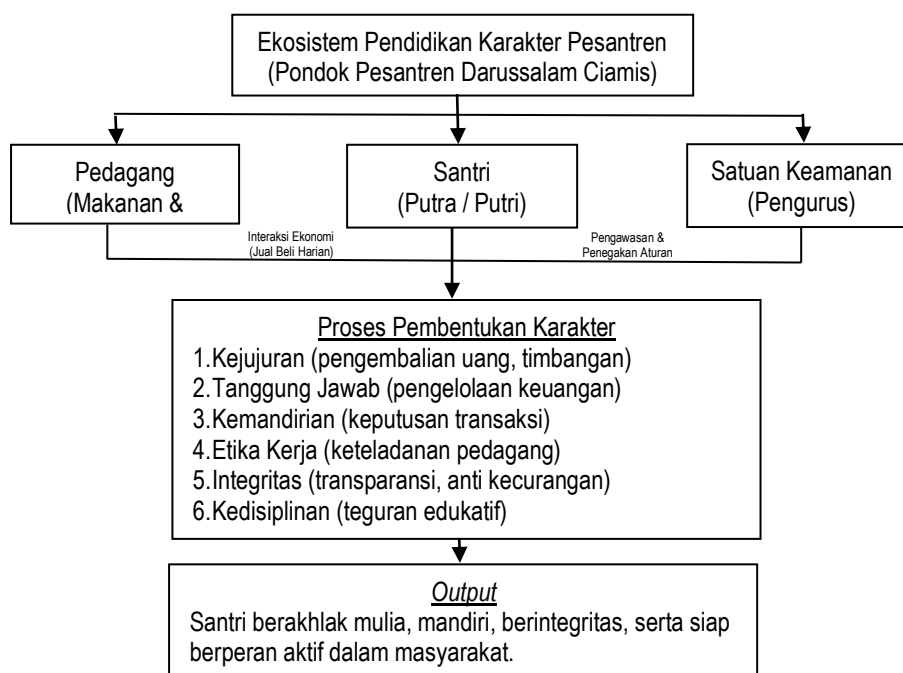 Ekosistem Pendidikan Karakter Pesantren
(Pondok Pesantren Darussalam Ciamis)
Pedagang
(Makanan &
Santri
(Putra / Putri)
Satuan Keamanan
(Pengurus)
Interaksi Ekonomi
(Jual Beli Harian)
Pengawasan &
Penegakan Aturan
Proses Pembentukan Karakter
1.Kejujuran (pengembalian uang, timbangan)
2.Tanggung Jawab (pengelolaan keuangan)
3.Kemandirian (keputusan transaksi)
4.Etika Kerja (keteladanan pedagang)
5.Integritas (transparansi, anti kecurangan)
6.Kedisiplinan (teguran edukatif)
Output
Santri berakhlak mulia, mandiri, berintegritas, serta siap
berperan aktif dalam masyarakat.